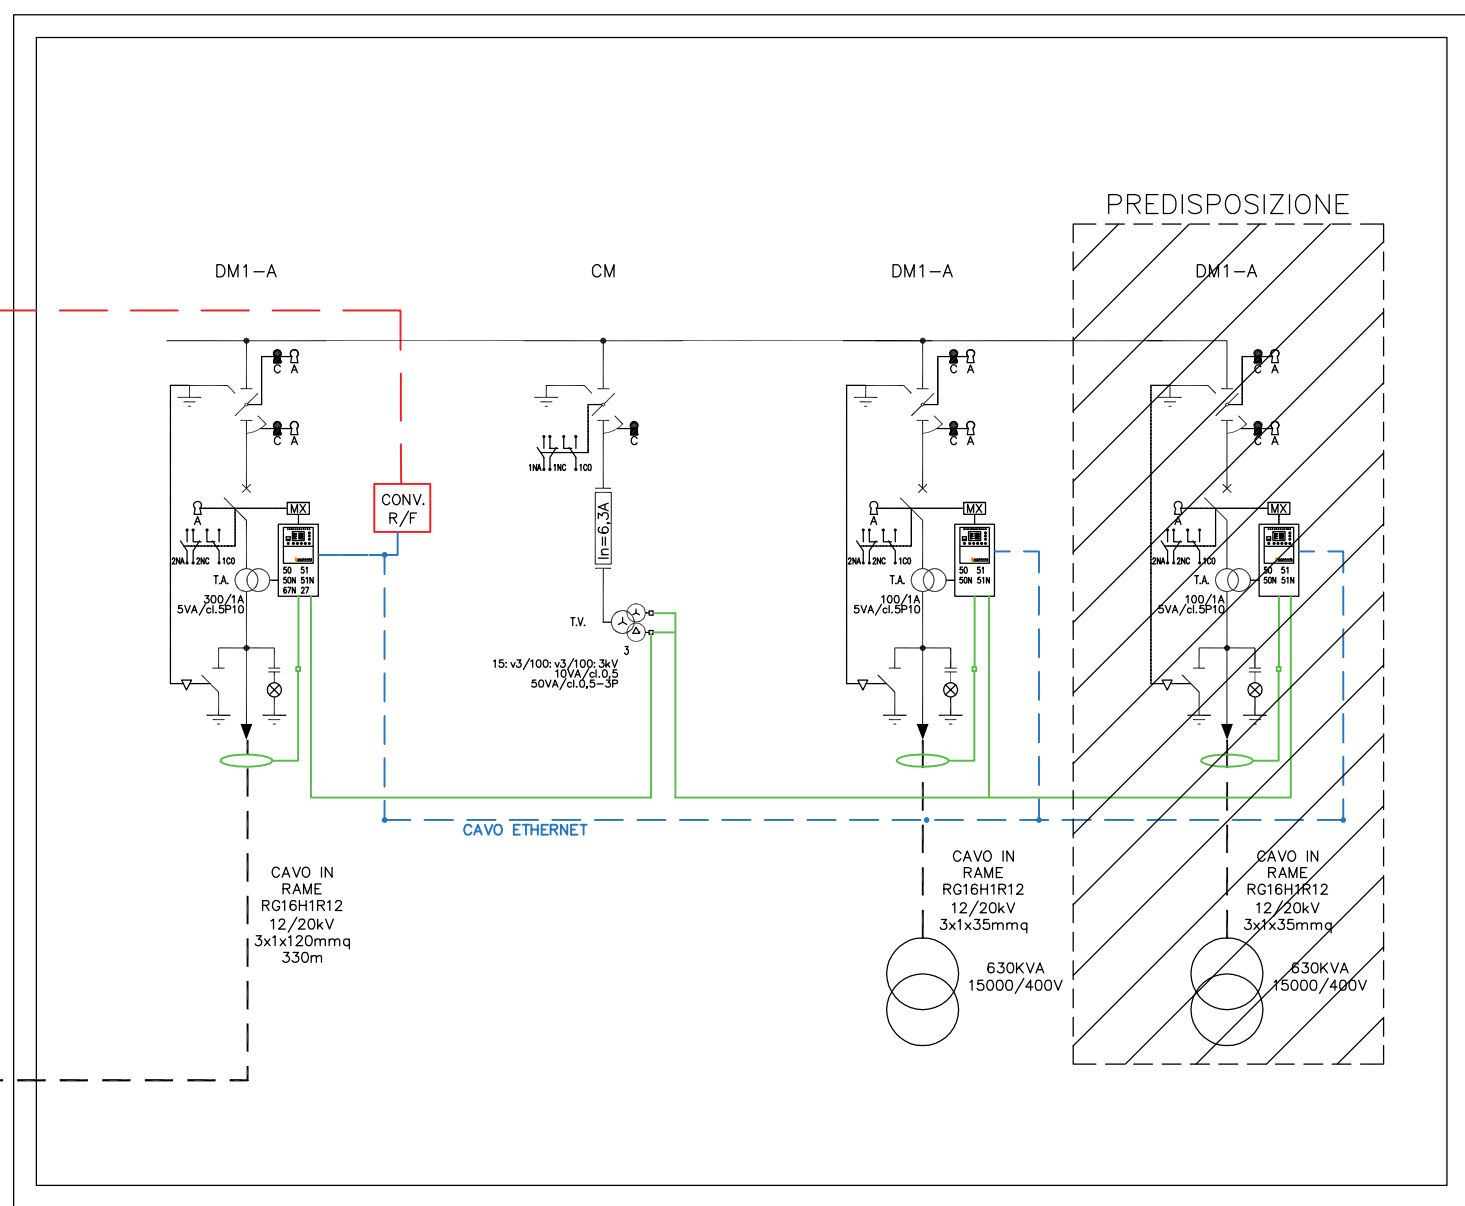 PREDISPOSIZIONE
DM1-A
CM
DM1-A
DM1-A
C A
C A
CONV.
R/F
A
MX
2NA
2NC
1C0
50 51
50N 51N
67N 27
T.A.
300/1A
5VA/cl.5P10
C
1NA
1NC
1C0
In=6,3A
T.V.
3
15:v3/100:v3/100:3kV
10VA/cl.0,5
50VA/cl.0,5-3P
C A
C A
A
MX
2NA
2NC
1C0
50 51
50N 51N
T.A.
100/1A
5VA/cl.5P10
C A
C A
A
MX
2NA
2NC
1C0
50 51
50N 51N
T.A.
100/1A
5VA/cl.5P10
CAVO ETHERNET
CAVO IN
RAME
RG16H1R12
12/20kV
3x1x120mmq
330m
CAVO IN
RAME
RG16H1R12
12/20kV
3x1x35mmq
630KVA
15000/400V
CAVO IN
RAME
RG16H1R12
12/20kV
3x1x35mmq
630KVA
15000/400V